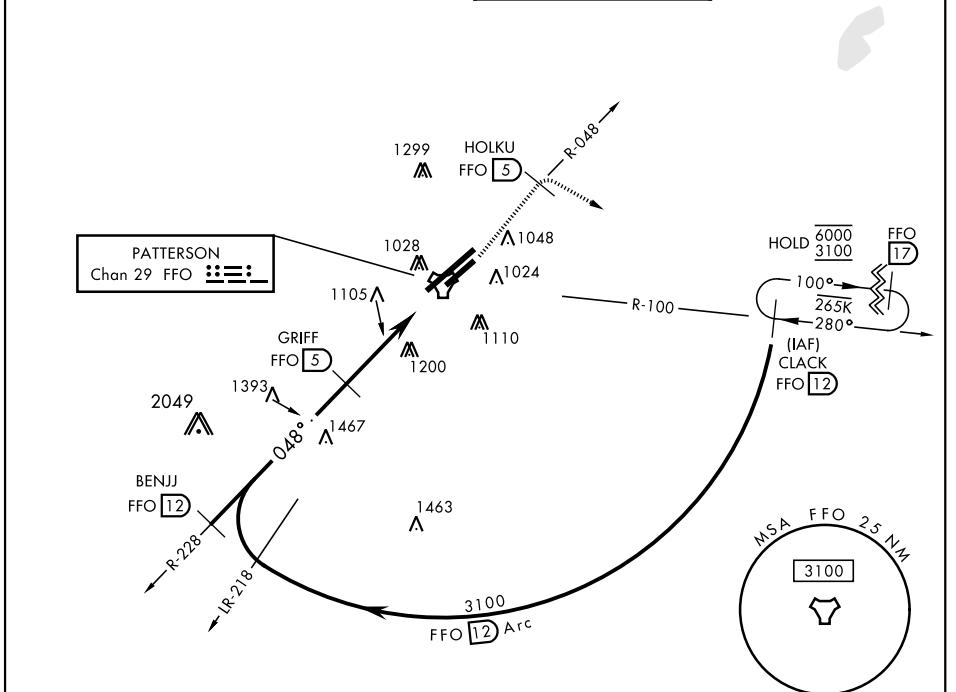 R-048
HOLKU
FFO 5
1299
1048
1028
1024
PATTERSON
Chan 29 FFO
1105
1110
1200
GRIFF
FFO 5
R-100
HOLD 6000
3100
FFO
17
100°
265K
280°
(IAF)
CLACK
FFO 12
1393
2049
1467
048°
BENJJ
FFO 12
1463
R-228
LR-218
3100
FFO 12 Arc
MSA FFO 25 NM
3100